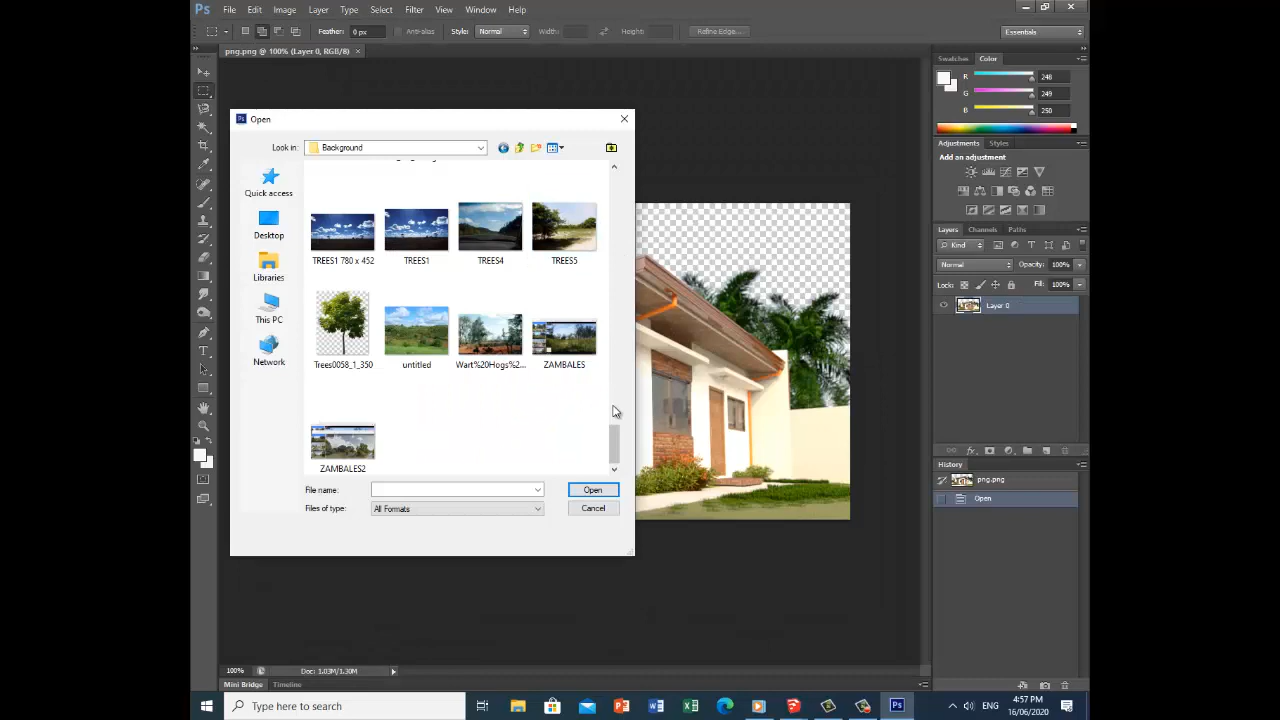 Ps File Edit Image Layer Type Select Filter View Window Help
Feather: 0 px Anti-alias Style: Normal Width: Height: Refine Edge... Essentials
png.png @ 100% (Layer 0, RGB/8) ×
Swatches Color
R 248
G 249
B 250
Adjustments Styles
Add an adjustment
Layers Channels Paths
Kind
Normal Opacity: 100%
Lock: Fill: 100%
Layer 0
History
png.png
Open
Ps Open
Look in: Background
Quick access
Desktop
Libraries
This PC
Network
TREES1 780 x 452 TREES1 TREES4 TREES5
Trees0058_1_350 untitled Wart%20Hogs%2... ZAMBALES
ZAMBALES2
File name: Open
Files of type: All Formats Cancel
100% Doc: 1.03M/1.30M
Mini Bridge Timeline
Type here to search
ENG
4:57 PM
16/06/2020